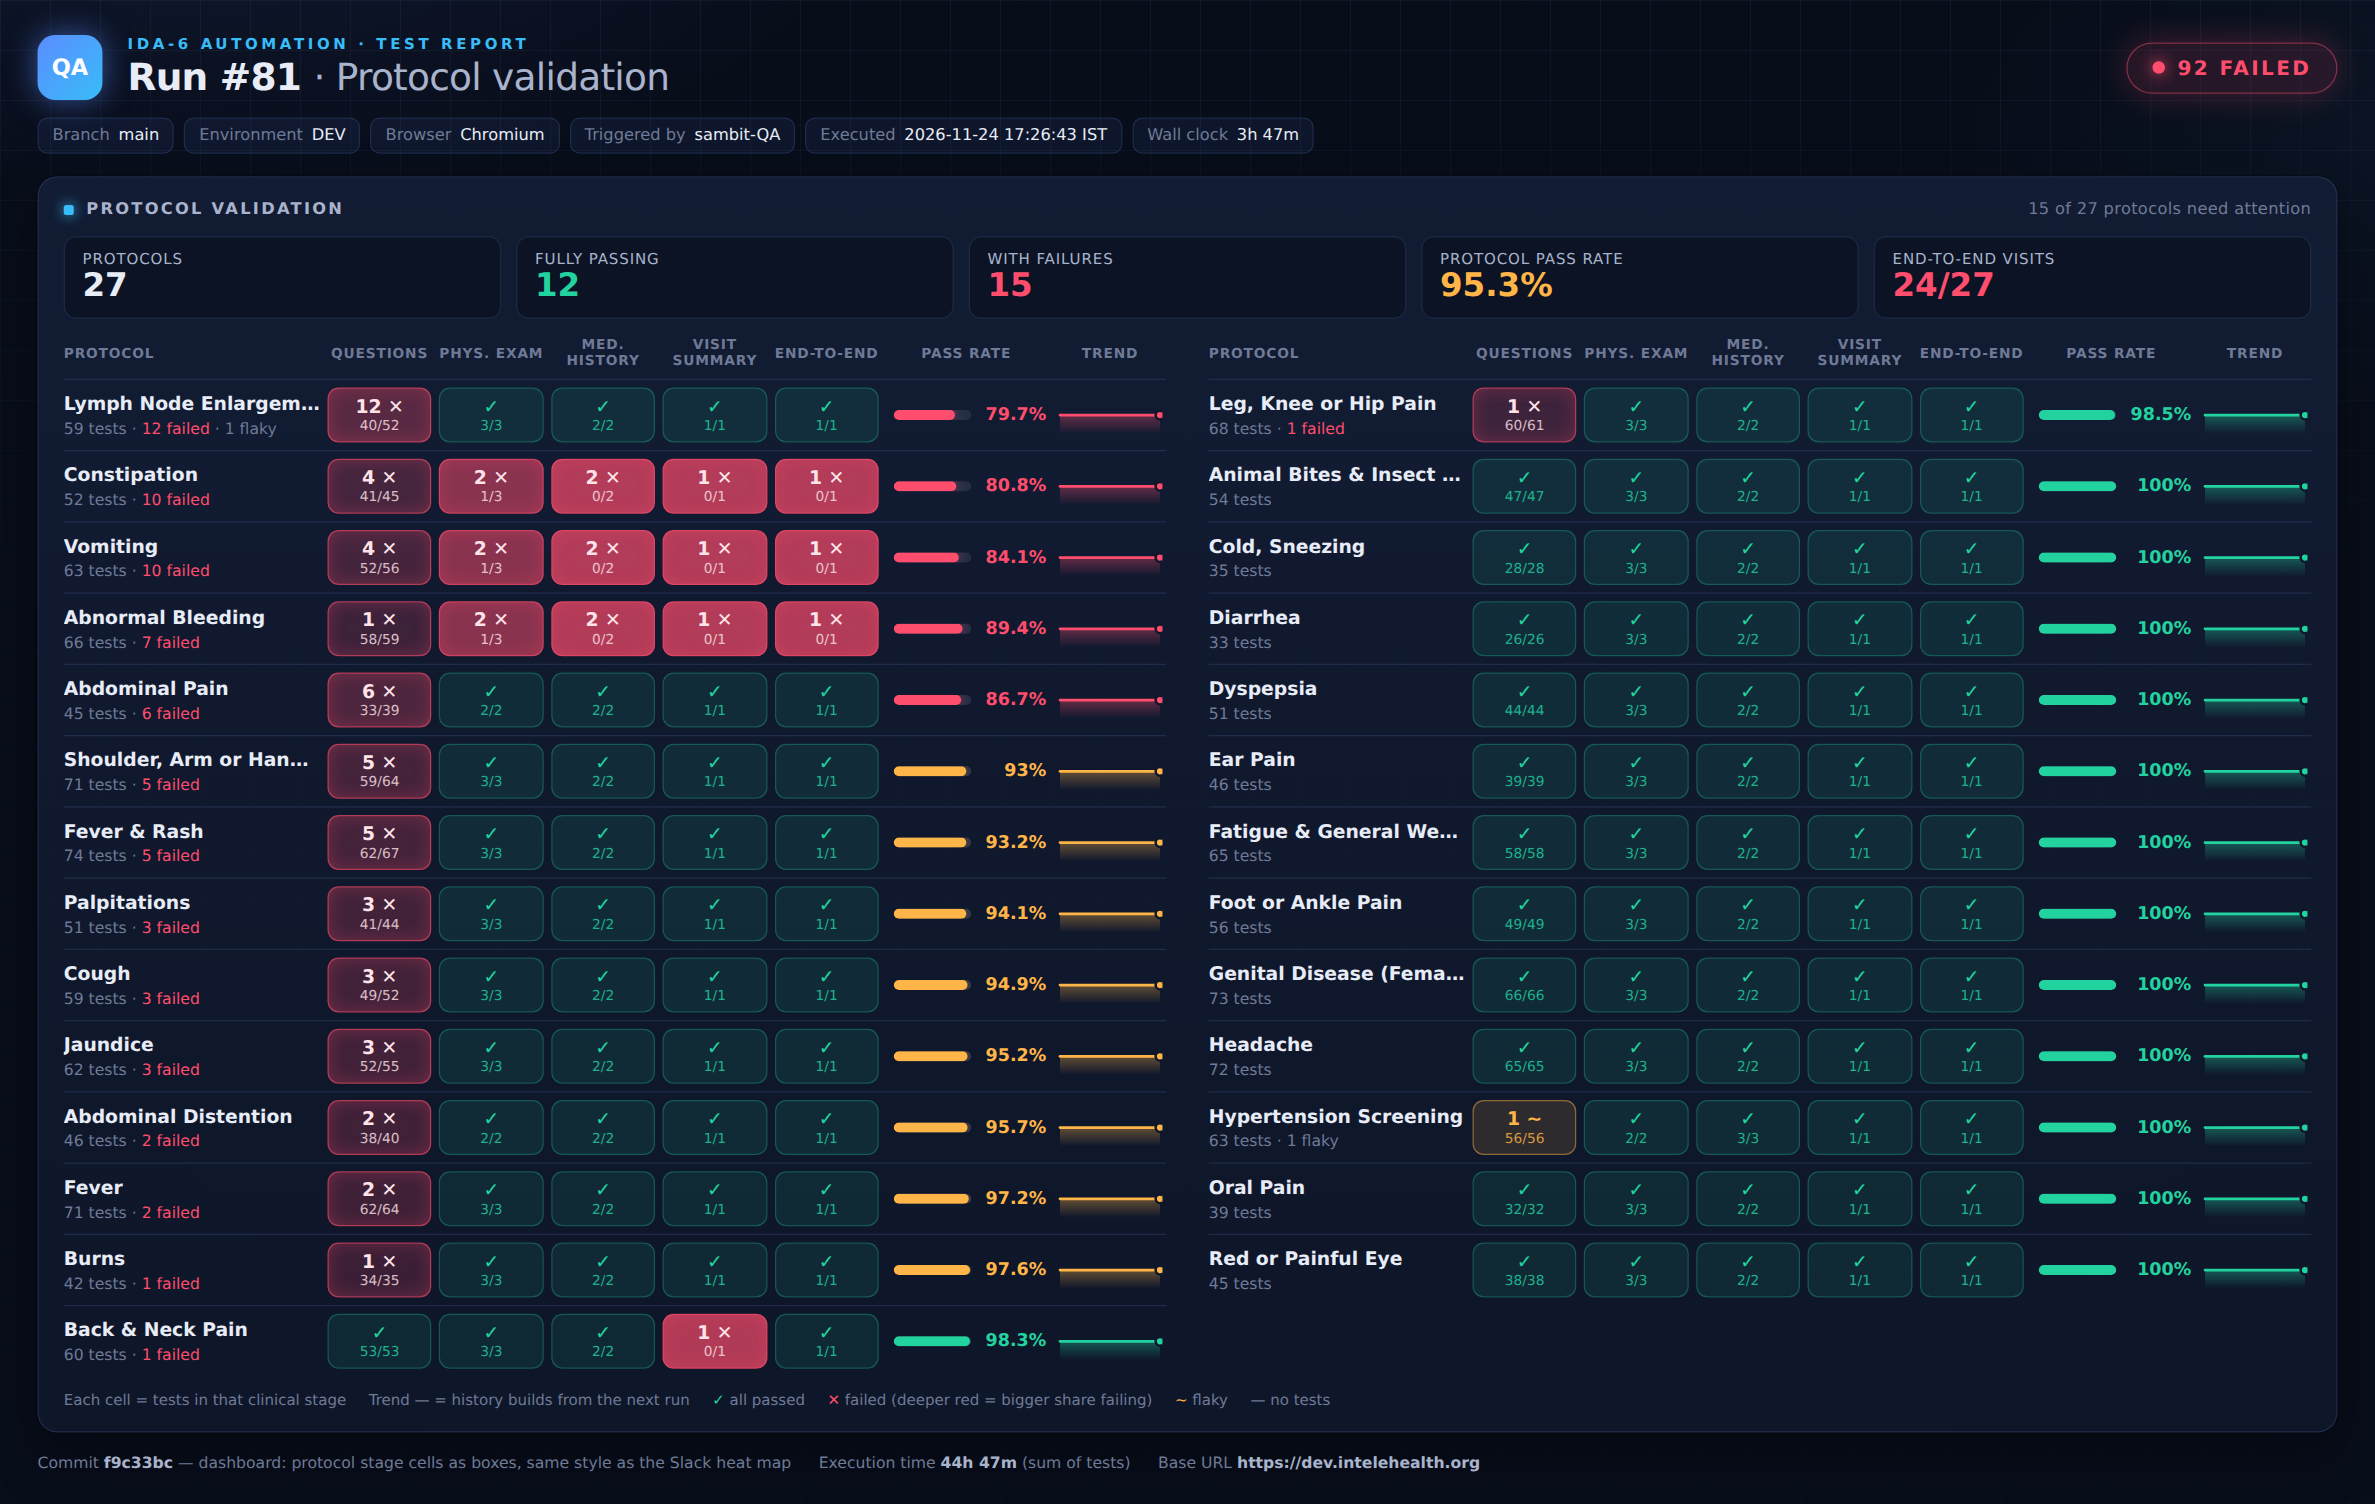 QA
IDA-6 AUTOMATION · TEST REPORT
Run #81 · Protocol validation
92 FAILED
Branch main
Environment DEV
Browser Chromium
Triggered by sambit-QA
Executed 2026-11-24 17:26:43 IST
Wall clock 3h 47m
PROTOCOL VALIDATION
15 of 27 protocols need attention
PROTOCOLS
27
FULLY PASSING
12
WITH FAILURES
15
PROTOCOL PASS RATE
95.3%
END-TO-END VISITS
24/27
PROTOCOL QUESTIONS PHYS. EXAM MED. HISTORY VISIT SUMMARY END-TO-END PASS RATE TREND
Lymph Node Enlargem... 12 ✕ ✓ ✓ ✓ ✓ 79.7%
59 tests · 12 failed · 1 flaky 40/52 3/3 2/2 1/1 1/1
Constipation 4 ✕ 2 ✕ 2 ✕ 1 ✕ 1 ✕ 80.8%
52 tests · 10 failed 41/45 1/3 0/2 0/1 0/1
Vomiting 4 ✕ 2 ✕ 2 ✕ 1 ✕ 1 ✕ 84.1%
63 tests · 10 failed 52/56 1/3 0/2 0/1 0/1
Abnormal Bleeding 1 ✕ 2 ✕ 2 ✕ 1 ✕ 1 ✕ 89.4%
66 tests · 7 failed 58/59 1/3 0/2 0/1 0/1
Abdominal Pain 6 ✕ ✓ ✓ ✓ ✓ 86.7%
45 tests · 6 failed 33/39 2/2 2/2 1/1 1/1
Shoulder, Arm or Han... 5 ✕ ✓ ✓ ✓ ✓ 93%
71 tests · 5 failed 59/64 3/3 2/2 1/1 1/1
Fever & Rash 5 ✕ ✓ ✓ ✓ ✓ 93.2%
74 tests · 5 failed 62/67 3/3 2/2 1/1 1/1
Palpitations 3 ✕ ✓ ✓ ✓ ✓ 94.1%
51 tests · 3 failed 41/44 3/3 2/2 1/1 1/1
Cough 3 ✕ ✓ ✓ ✓ ✓ 94.9%
59 tests · 3 failed 49/52 3/3 2/2 1/1 1/1
Jaundice 3 ✕ ✓ ✓ ✓ ✓ 95.2%
62 tests · 3 failed 52/55 3/3 2/2 1/1 1/1
Abdominal Distention 2 ✕ ✓ ✓ ✓ ✓ 95.7%
46 tests · 2 failed 38/40 2/2 2/2 1/1 1/1
Fever 2 ✕ ✓ ✓ ✓ ✓ 97.2%
71 tests · 2 failed 62/64 3/3 2/2 1/1 1/1
Burns 1 ✕ ✓ ✓ ✓ ✓ 97.6%
42 tests · 1 failed 34/35 3/3 2/2 1/1 1/1
Back & Neck Pain ✓ ✓ ✓ 1 ✕ ✓ 98.3%
60 tests · 1 failed 53/53 3/3 2/2 0/1 1/1
PROTOCOL QUESTIONS PHYS. EXAM MED. HISTORY VISIT SUMMARY END-TO-END PASS RATE TREND
Leg, Knee or Hip Pain 1 ✕ ✓ ✓ ✓ ✓ 98.5%
68 tests · 1 failed 60/61 3/3 2/2 1/1 1/1
Animal Bites & Insect ... ✓ ✓ ✓ ✓ ✓ 100%
54 tests 47/47 3/3 2/2 1/1 1/1
Cold, Sneezing ✓ ✓ ✓ ✓ ✓ 100%
35 tests 28/28 3/3 2/2 1/1 1/1
Diarrhea ✓ ✓ ✓ ✓ ✓ 100%
33 tests 26/26 3/3 2/2 1/1 1/1
Dyspepsia ✓ ✓ ✓ ✓ ✓ 100%
51 tests 44/44 3/3 2/2 1/1 1/1
Ear Pain ✓ ✓ ✓ ✓ ✓ 100%
46 tests 39/39 3/3 2/2 1/1 1/1
Fatigue & General We... ✓ ✓ ✓ ✓ ✓ 100%
65 tests 58/58 3/3 2/2 1/1 1/1
Foot or Ankle Pain ✓ ✓ ✓ ✓ ✓ 100%
56 tests 49/49 3/3 2/2 1/1 1/1
Genital Disease (Fema... ✓ ✓ ✓ ✓ ✓ 100%
73 tests 66/66 3/3 2/2 1/1 1/1
Headache ✓ ✓ ✓ ✓ ✓ 100%
72 tests 65/65 3/3 2/2 1/1 1/1
Hypertension Screening 1 ~ ✓ ✓ ✓ ✓ 100%
63 tests · 1 flaky 56/56 2/2 3/3 1/1 1/1
Oral Pain ✓ ✓ ✓ ✓ ✓ 100%
39 tests 32/32 3/3 2/2 1/1 1/1
Red or Painful Eye ✓ ✓ ✓ ✓ ✓ 100%
45 tests 38/38 3/3 2/2 1/1 1/1
Each cell = tests in that clinical stage Trend — = history builds from the next run ✓ all passed ✕ failed (deeper red = bigger share failing) ~ flaky — no tests
Commit f9c33bc — dashboard: protocol stage cells as boxes, same style as the Slack heat map Execution time 44h 47m (sum of tests) Base URL https://dev.intelehealth.org